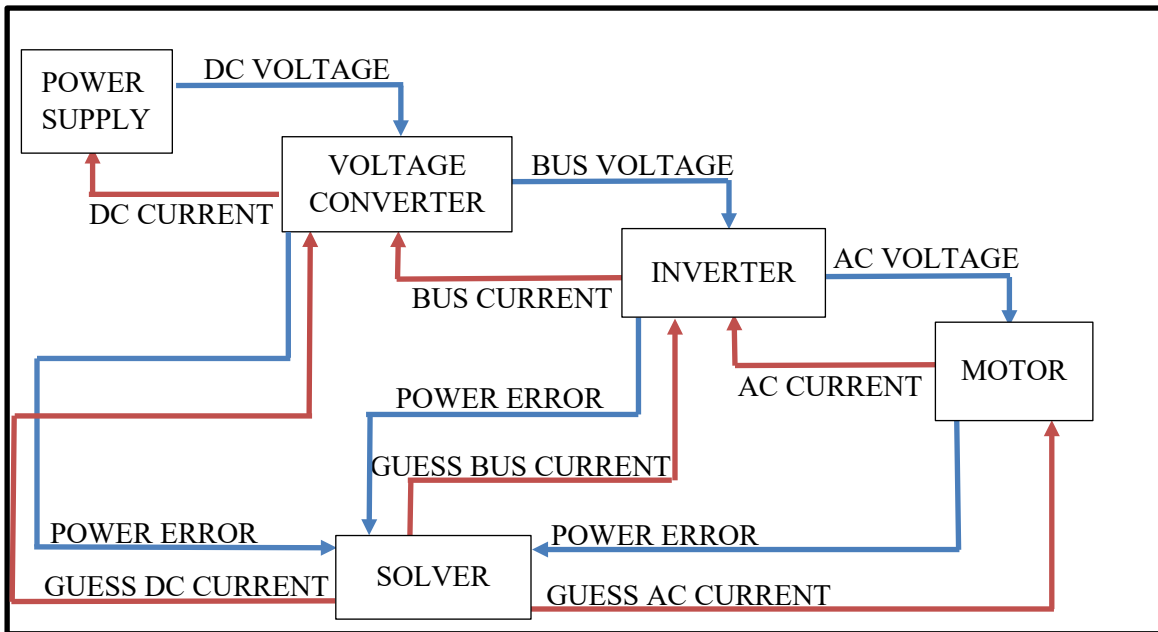 DC VOLTAGE
POWER
SUPPLY
VOLTAGE
CONVERTER
BUS VOLTAGE
DC CURRENT
INVERTER
AC VOLTAGE
BUS CURRENT
MOTOR
AC CURRENT
POWER ERROR
GUESS BUS CURRENT
POWER ERROR
POWER ERROR
SOLVER
GUESS DC CURRENT
GUESS AC CURRENT